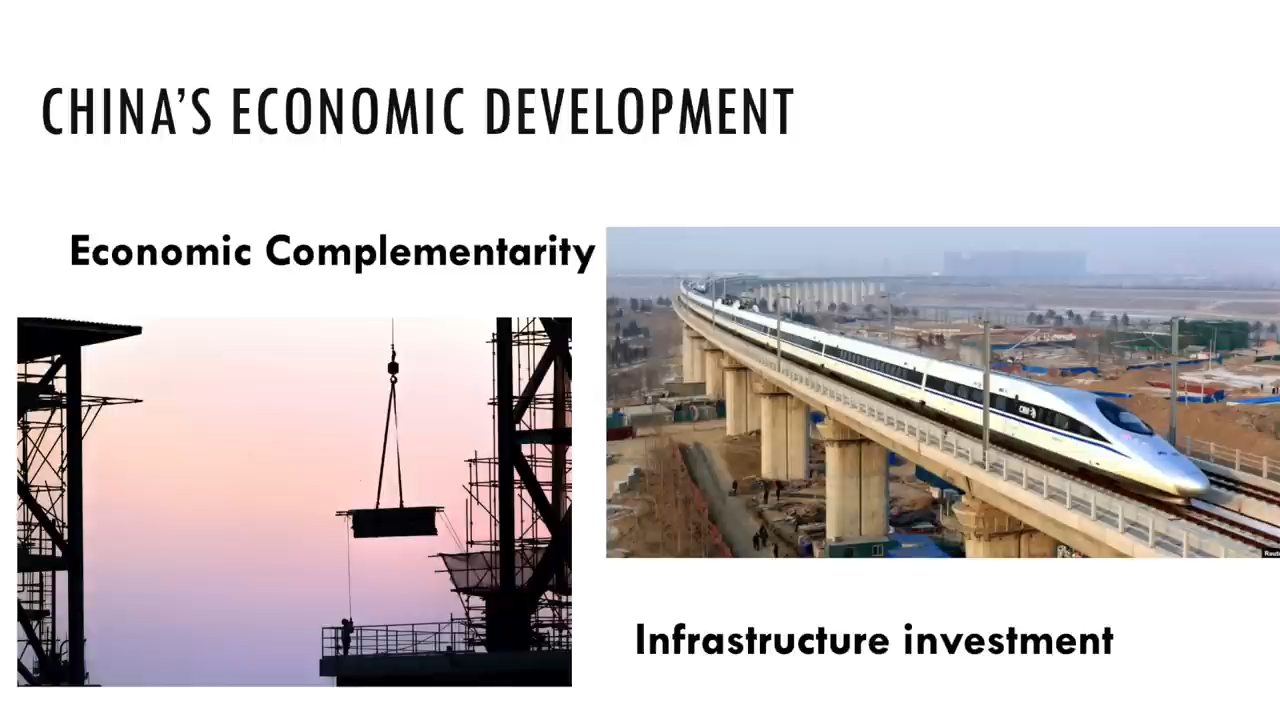 CHINA'S ECONOMIC DEVELOPMENT
Economic Complementarity
Infrastructure investment